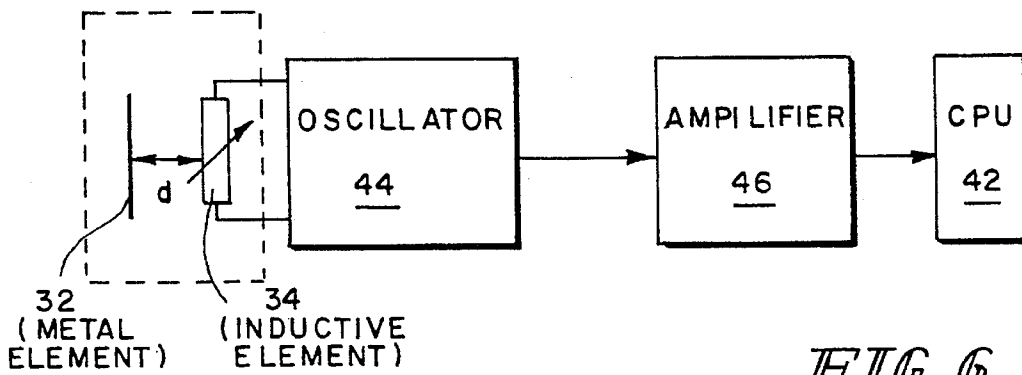 OSCILLATOR
44
AMPILIFIER
46
CPU
42
d
32
(METAL
ELEMENT)
34
(INDUCTIVE
ELEMENT)
FIG. 6